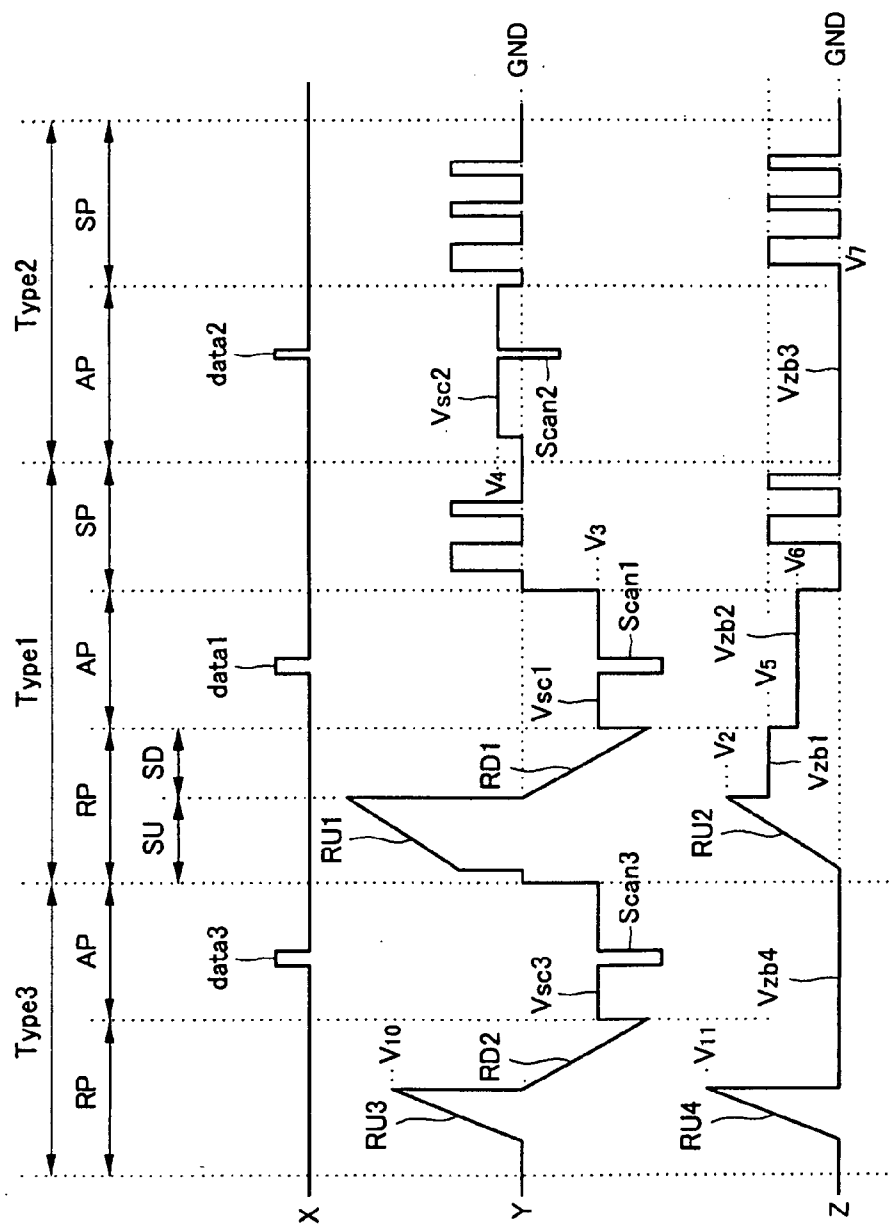 Type3
Type1
Type2
RP
AP
RP
AP
SP
AP
SP
SU
SD
data3
data1
data2
X
RU3
V10
RD2
Vsc3
Scan3
RU1
RD1
Vsc1
Scan1
V3
V4
Vsc2
Scan2
GND
Y
RU4
V11
Vzb4
RU2
V2
Vzb1
V5
Vzb2
V6
Vzb3
V7
GND
Z